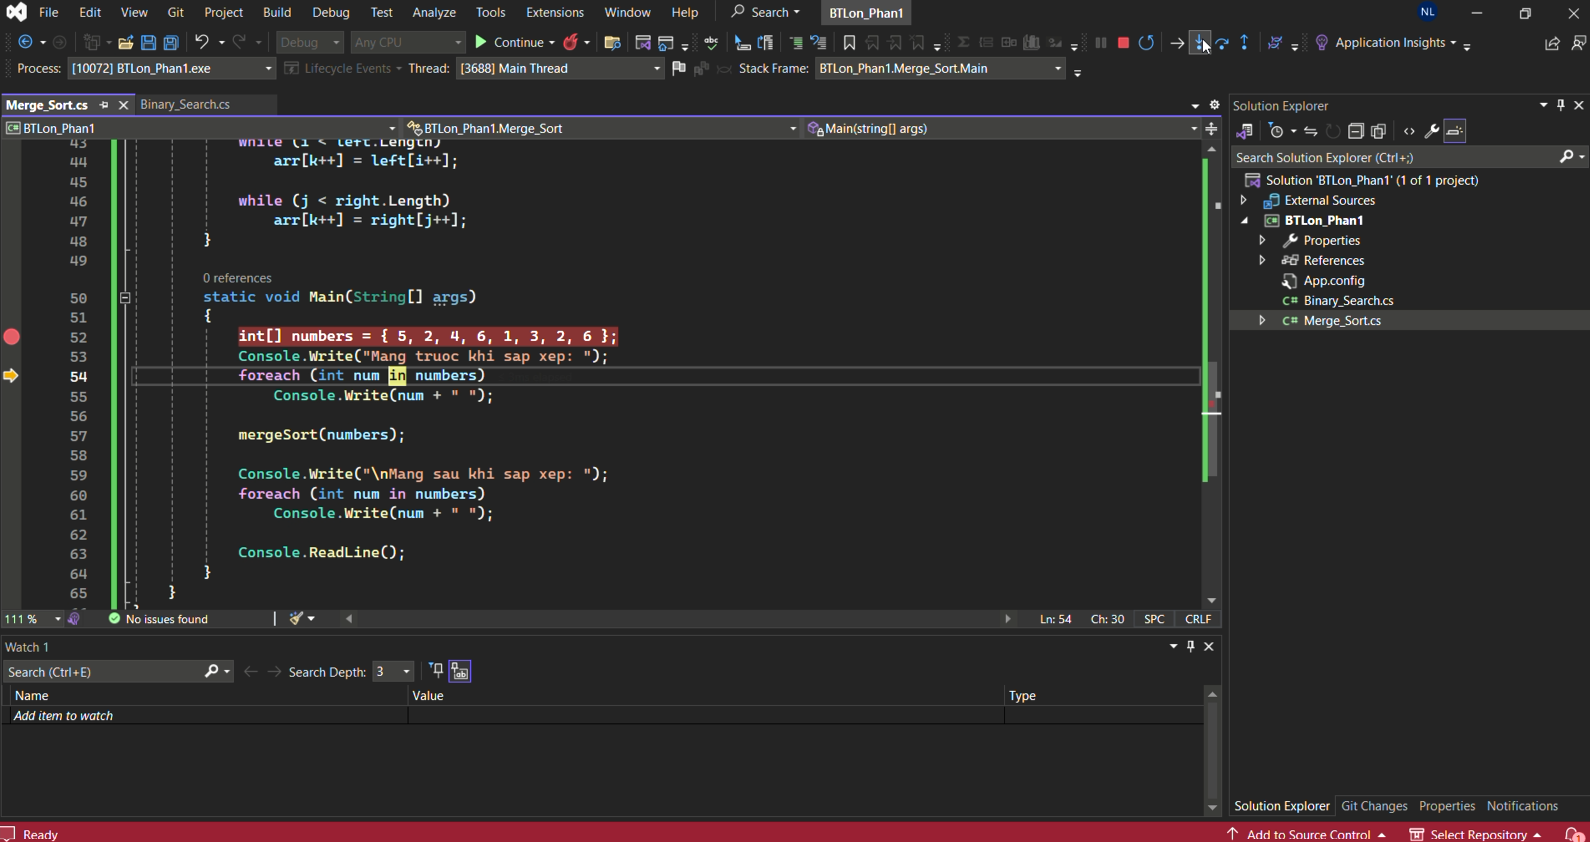 File Edit View Git Project Build Debug Test Analyze Tools Extensions Window Help Search BTLon_Phan1 NL
Debug Any CPU Continue Application Insights
Process: [10072] BTLon_Phan1.exe Lifecycle Events Thread: [3688] Main Thread Stack Frame: BTLon_Phan1.Merge_Sort.Main
Merge_Sort.cs Binary_Search.cs
BTLon_Phan1 BTLon_Phan1.Merge_Sort Main(string[] args)
43 while (i < left.Length)
44 arr[k++] = left[i++];
45
46 while (j < right.Length)
47 arr[k++] = right[j++];
48 }
49
0 references
50 static void Main(String[] args)
51 {
52 int[] numbers = { 5, 2, 4, 6, 1, 3, 2, 6 };
53 Console.Write("Mang truoc khi sap xep: ");
54 foreach (int num in numbers)
55 Console.Write(num + " ");
56
57 mergeSort(numbers);
58
59 Console.Write("\nMang sau khi sap xep: ");
60 foreach (int num in numbers)
61 Console.Write(num + " ");
62
63 Console.ReadLine();
64 }
65 }
111 % No issues found Ln: 54 Ch: 30 SPC CRLF
Watch 1
Search (Ctrl+E) Search Depth: 3
Name Value Type
Add item to watch
Solution Explorer
Search Solution Explorer (Ctrl+;)
Solution 'BTLon_Phan1' (1 of 1 project)
External Sources
C# BTLon_Phan1
Properties
References
App.config
C# Binary_Search.cs
C# Merge_Sort.cs
Solution Explorer Git Changes Properties Notifications
Ready Add to Source Control Select Repository 1